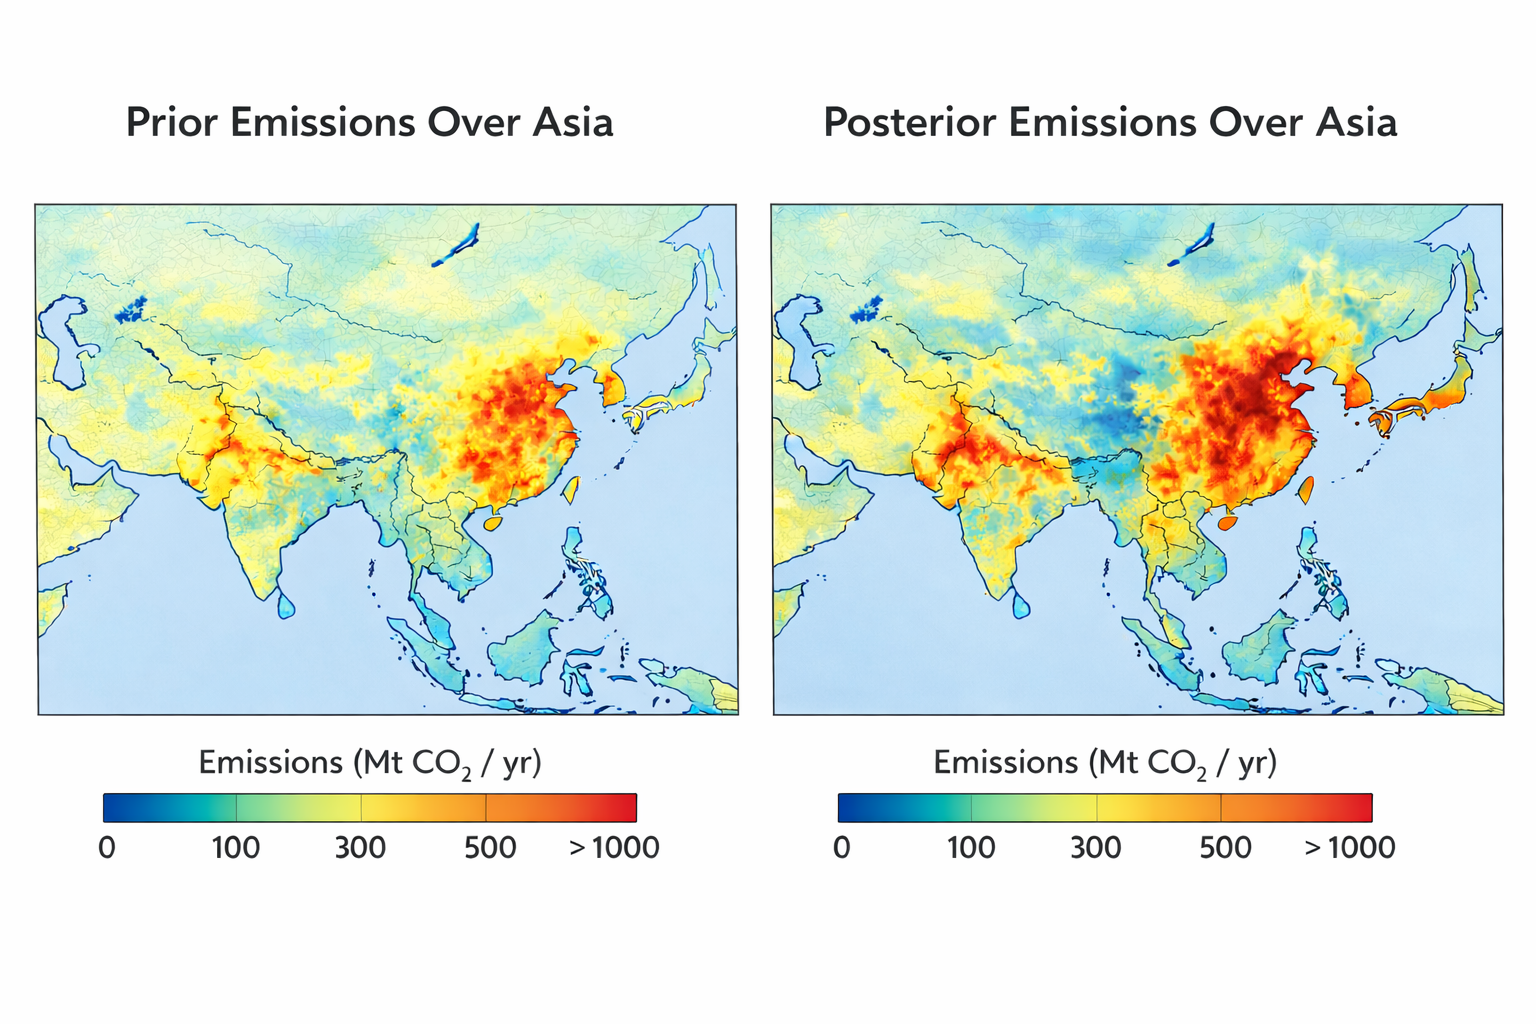 Prior Emissions Over Asia
Posterior Emissions Over Asia
Emissions (Mt CO₂ / yr)
0 100 300 500 > 1000
Emissions (Mt CO₂ / yr)
0 100 300 500 > 1000